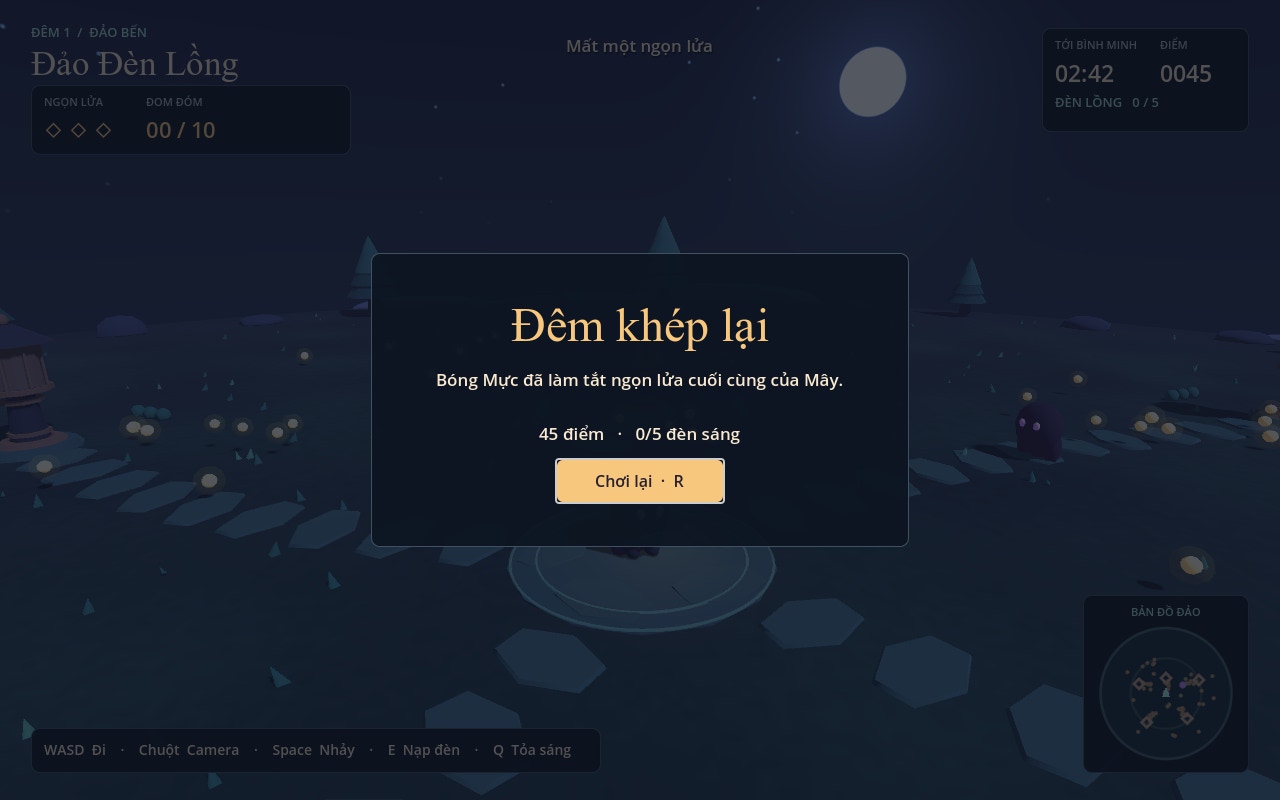 ĐÊM 1 / ĐẢO BẾN
Đảo Đèn Lồng
NGỌN LỬA ĐOM ĐÓM
00 / 10
Mất một ngọn lửa
TỚI BÌNH MINH ĐIỂM
02:42 0045
ĐÈN LỒNG 0 / 5
Đêm khép lại
Bóng Mực đã làm tắt ngọn lửa cuối cùng của Mây.
45 điểm · 0/5 đèn sáng
Chơi lại · R
BẢN ĐỒ ĐẢO
WASD Đi · Chuột Camera · Space Nhảy · E Nạp đèn · Q Tỏa sáng